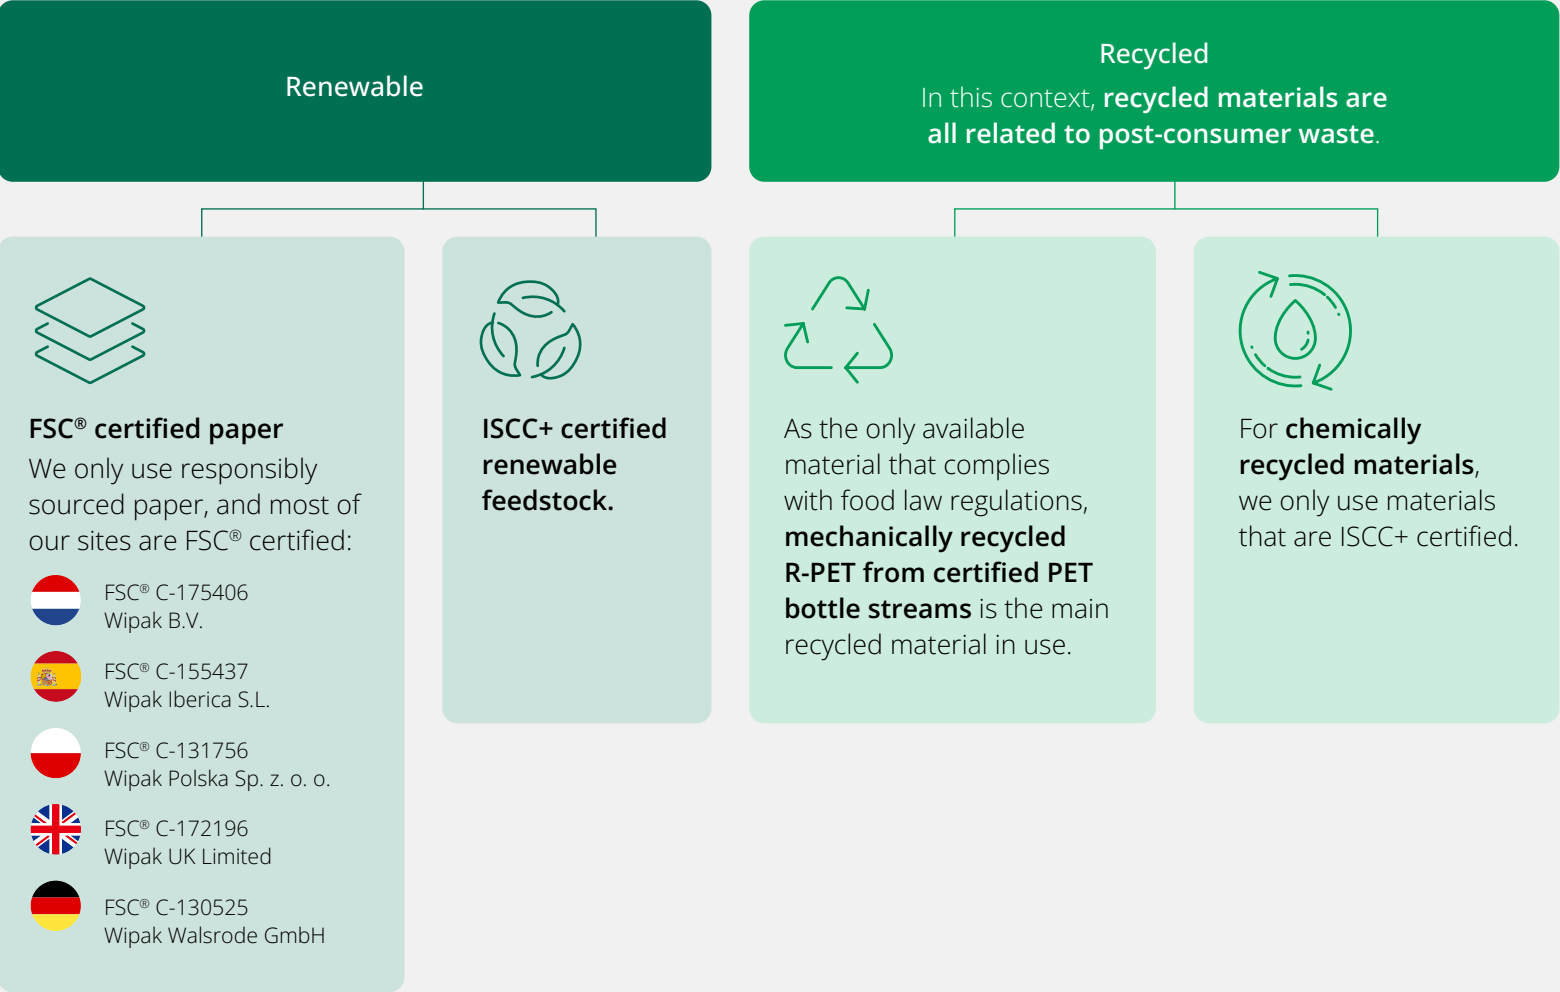 Renewable
Recycled
In this context, recycled materials are
all related to post-consumer waste.
FSC® certified paper
We only use responsibly
sourced paper, and most of
our sites are FSC® certified:
FSC® C-175406
Wipak B.V.
FSC® C-155437
Wipak Iberica S.L.
FSC® C-131756
Wipak Polska Sp. z. o. o.
FSC® C-172196
Wipak UK Limited
FSC® C-130525
Wipak Walsrode GmbH
ISCC+ certified
renewable
feedstock.
As the only available
material that complies
with food law regulations,
mechanically recycled
R-PET from certified PET
bottle streams is the main
recycled material in use.
For chemically
recycled materials,
we only use materials
that are ISCC+ certified.